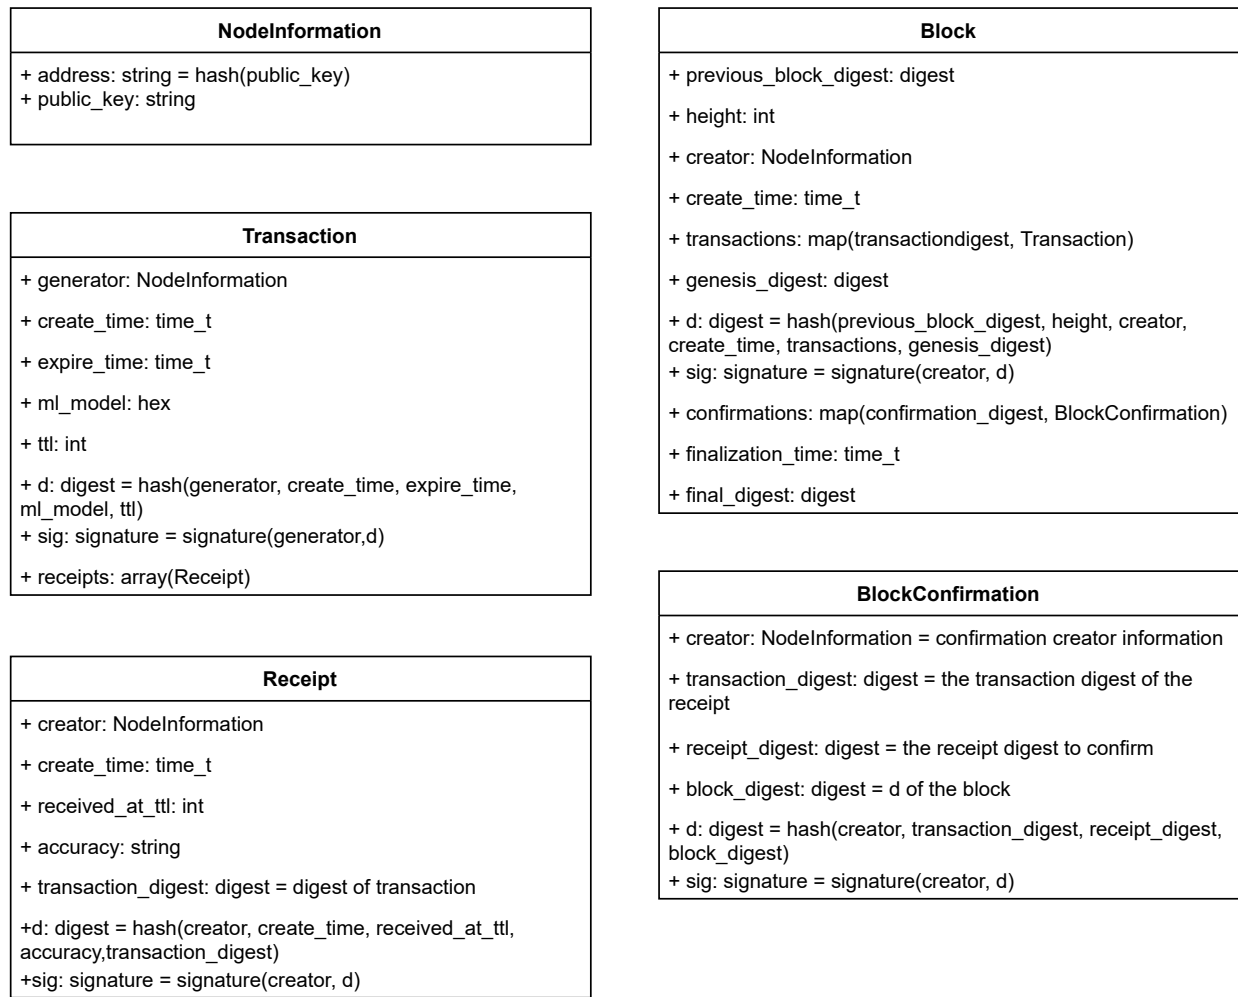 NodeInformation
+ address: string = hash(public_key)
+ public_key: string
Transaction
+ generator: NodeInformation
+ create_time: time_t
+ expire_time: time_t
+ ml_model: hex
+ ttl: int
+ d: digest = hash(generator, create_time, expire_time,
ml_model, ttl)
+ sig: signature = signature(generator,d)
+ receipts: array(Receipt)
Receipt
+ creator: NodeInformation
+ create_time: time_t
+ received_at_ttl: int
+ accuracy: string
+ transaction_digest: digest = digest of transaction
+d: digest = hash(creator, create_time, received_at_ttl,
accuracy,transaction_digest)
+sig: signature = signature(creator, d)
Block
+ previous_block_digest: digest
+ height: int
+ creator: NodeInformation
+ create_time: time_t
+ transactions: map(transactiondigest, Transaction)
+ genesis_digest: digest
+ d: digest = hash(previous_block_digest, height, creator,
create_time, transactions, genesis_digest)
+ sig: signature = signature(creator, d)
+ confirmations: map(confirmation_digest, BlockConfirmation)
+ finalization_time: time_t
+ final_digest: digest
BlockConfirmation
+ creator: NodeInformation = confirmation creator information
+ transaction_digest: digest = the transaction digest of the
receipt
+ receipt_digest: digest = the receipt digest to confirm
+ block_digest: digest = d of the block
+ d: digest = hash(creator, transaction_digest, receipt_digest,
block_digest)
+ sig: signature = signature(creator, d)